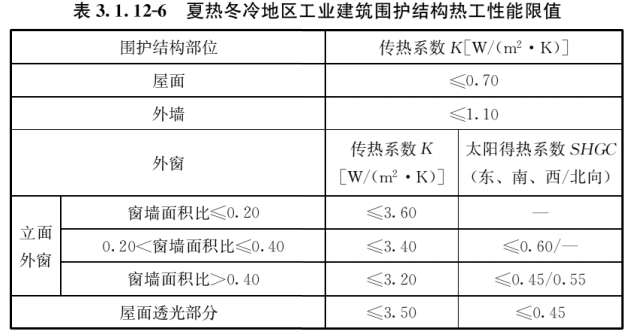 表 3.1.12-6 夏热冬冷地区工业建筑围护结构热工性能限值
围护结构部位 传热系数 K[W/(m²·K)]
屋面 ≤0.70
外墙 ≤1.10
外窗 传热系数 K [W/(m²·K)] 太阳得热系数 SHGC (东、南、西/北向)
立面外窗 窗墙面积比≤0.20 ≤3.60 —
0.20<窗墙面积比≤0.40 ≤3.40 ≤0.60/—
窗墙面积比>0.40 ≤3.20 ≤0.45/0.55
屋面透光部分 ≤3.50 ≤0.45